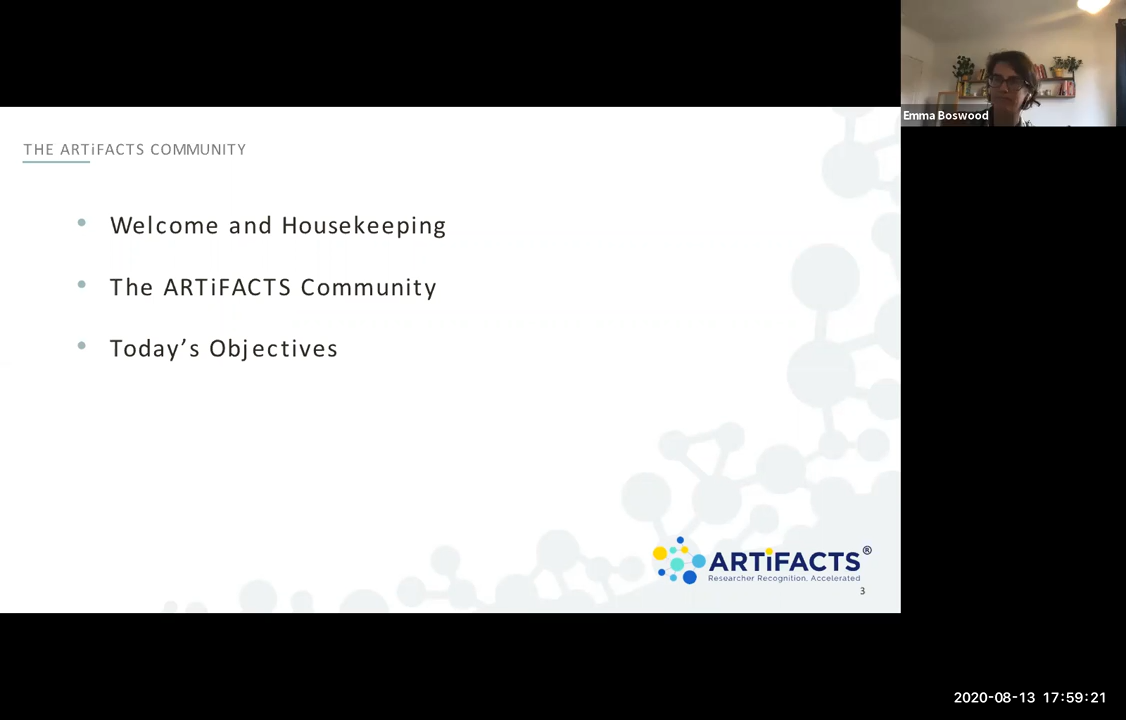 Emma Boswood
THE ARTiFACTS COMMUNITY
• Welcome and Housekeeping
• The ARTiFACTS Community
• Today’s Objectives
ARTiFACTS®
Researcher Recognition, Accelerated
3
2020-08-13 17:59:21